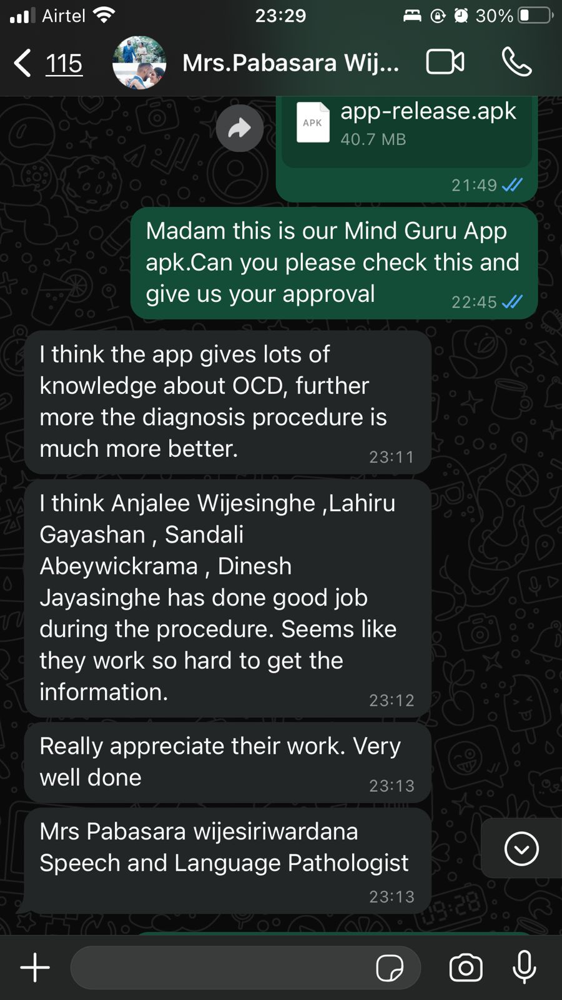 Airtel 23:29 30%
115 Mrs.Pabasara Wij...
APK app-release.apk
40.7 MB
21:49
Madam this is our Mind Guru App
apk.Can you please check this and
give us your approval 22:45
I think the app gives lots of
knowledge about OCD, further
more the diagnosis procedure is
much more better. 23:11
I think Anjalee Wijesinghe ,Lahiru
Gayashan , Sandali
Abeywickrama , Dinesh
Jayasinghe has done good job
during the procedure. Seems like
they work so hard to get the
information. 23:12
Really appreciate their work. Very
well done 23:13
Mrs Pabasara wijesiriwardana
Speech and Language Pathologist
23:13
09:28